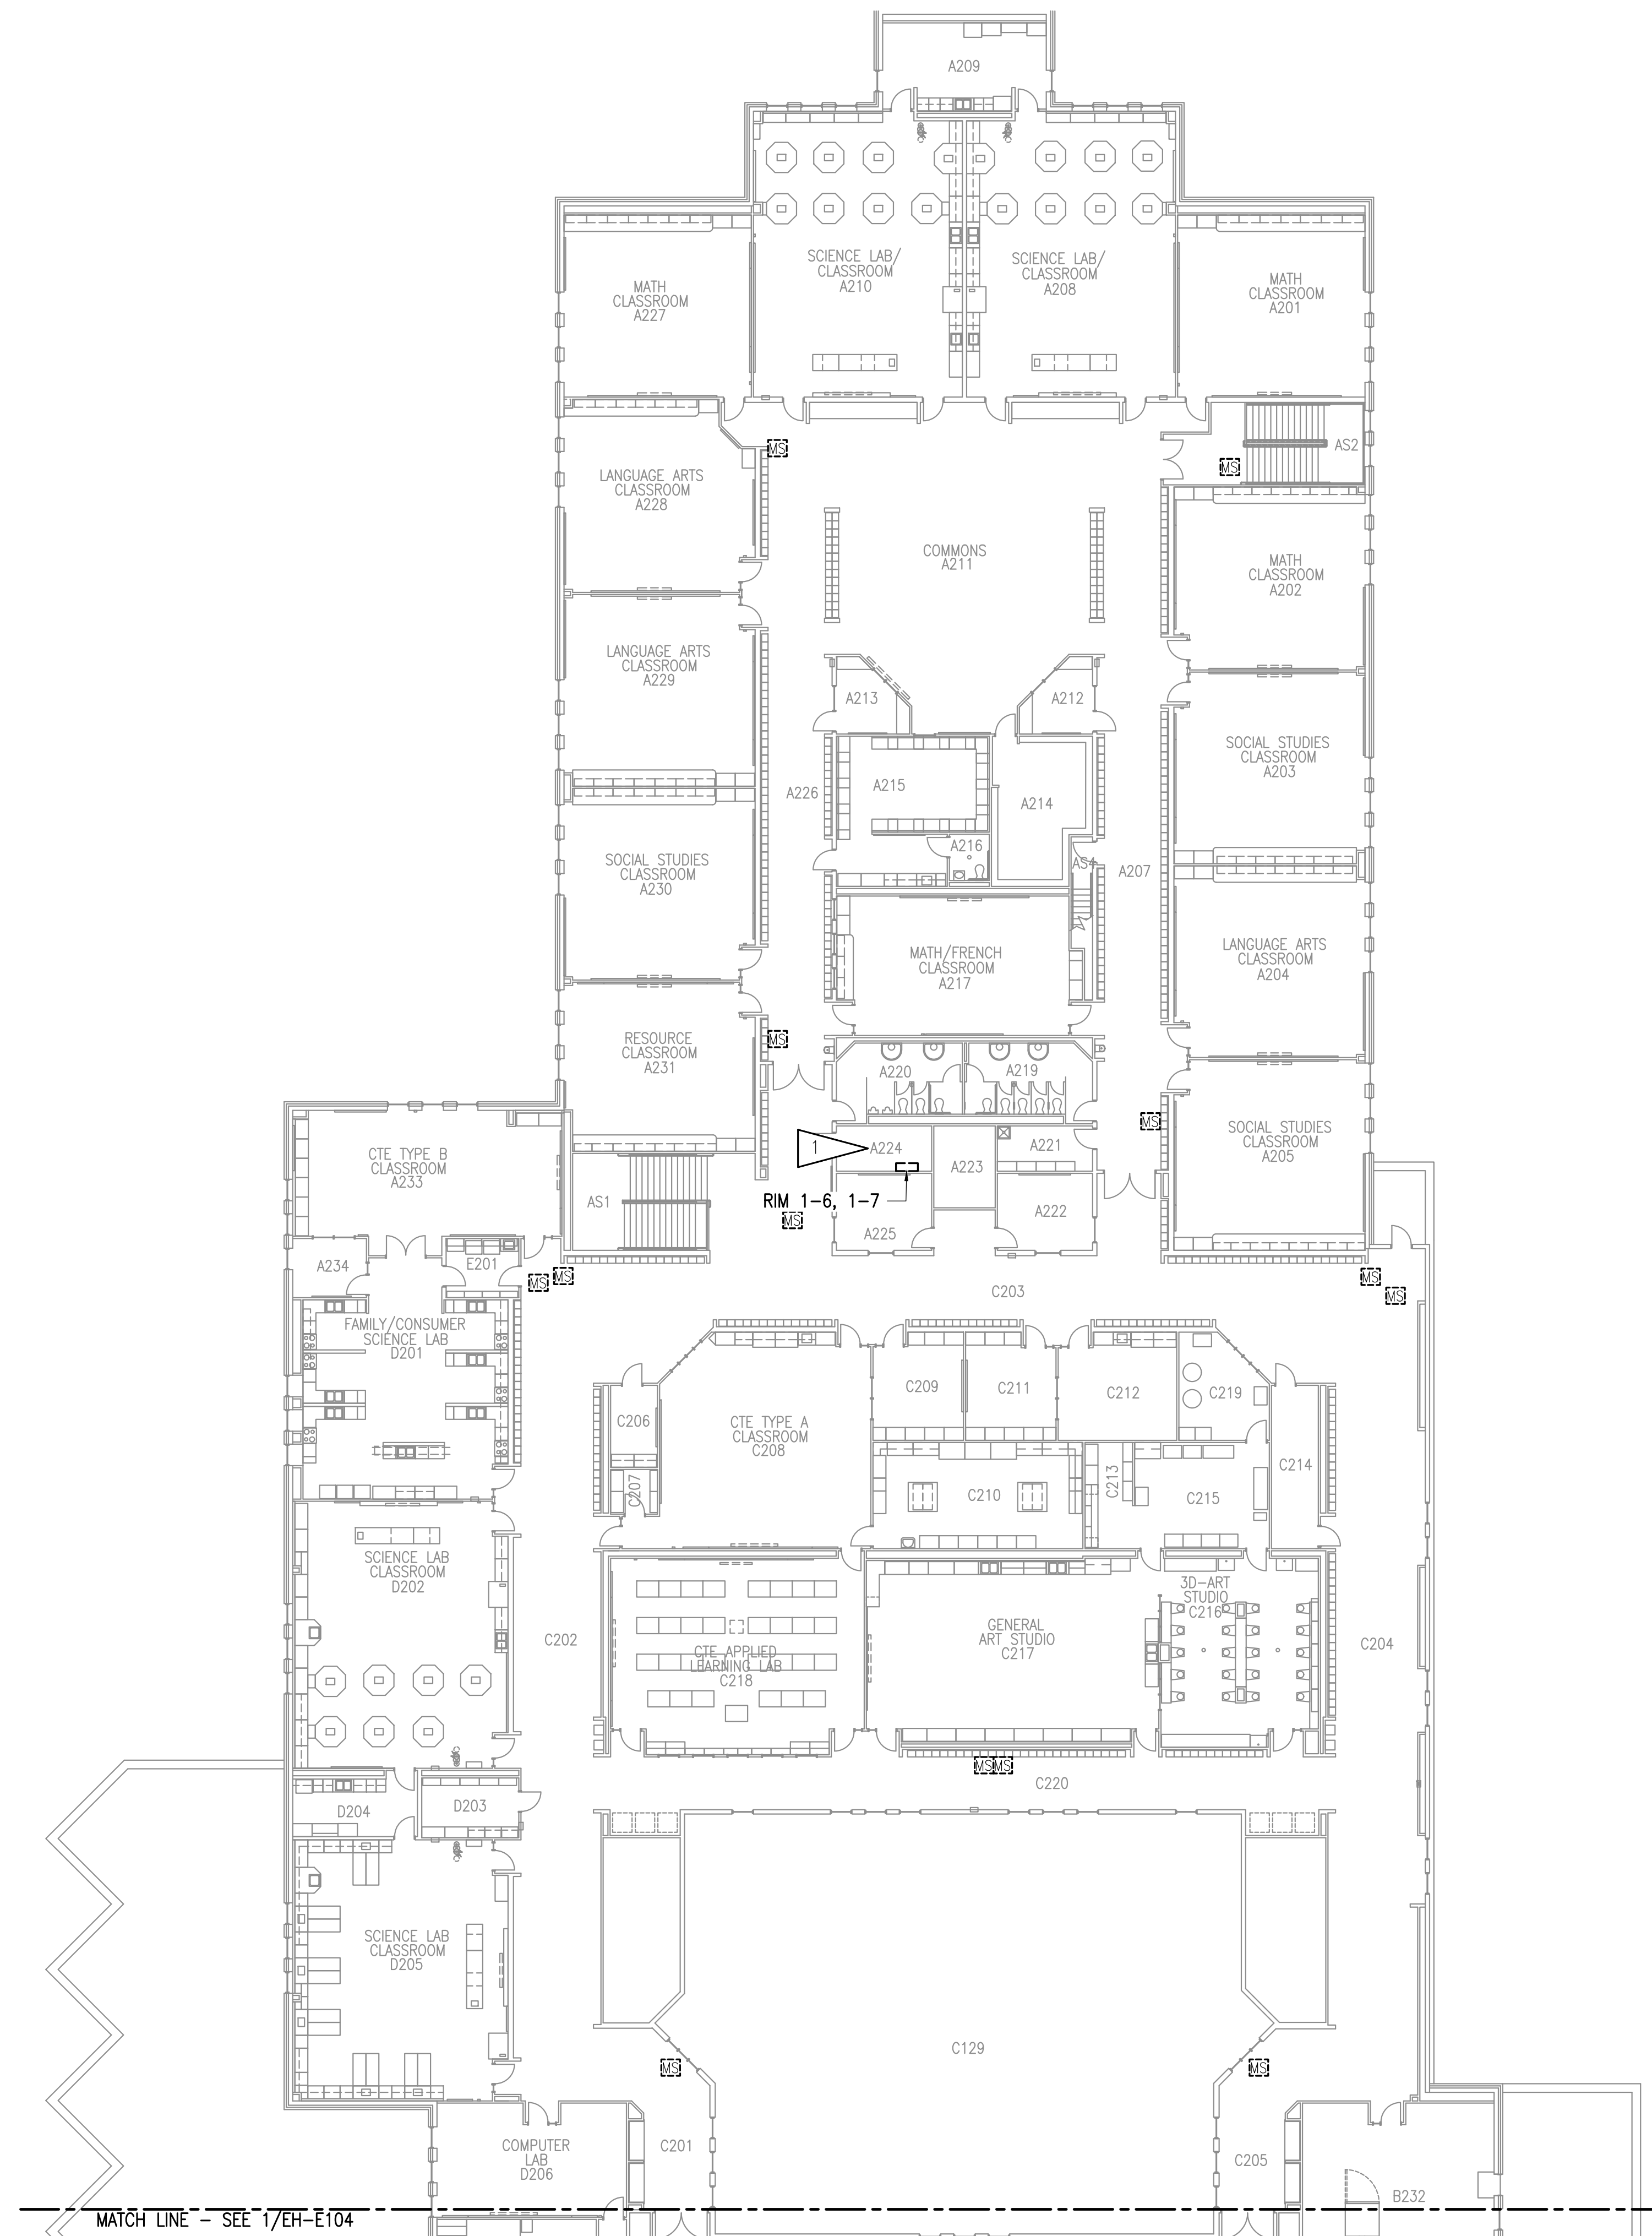 A209
SCIENCE LAB/
CLASSROOM
A210
SCIENCE LAB/
CLASSROOM
A208
MATH
CLASSROOM
A227
MATH
CLASSROOM
A201
MS
AS2
MS
LANGUAGE ARTS
CLASSROOM
A228
COMMONS
A211
MATH
CLASSROOM
A202
LANGUAGE ARTS
CLASSROOM
A229
A213
A212
SOCIAL STUDIES
CLASSROOM
A203
A226
A215
A214
A216
AS4
A207
SOCIAL STUDIES
CLASSROOM
A230
MATH/FRENCH
CLASSROOM
A217
LANGUAGE ARTS
CLASSROOM
A204
RESOURCE
CLASSROOM
A231
MS
A220
A219
MS
SOCIAL STUDIES
CLASSROOM
A205
1
A224
A223
A221
CTE TYPE B
CLASSROOM
A233
AS1
RIM 1-6, 1-7
MS
A225
A222
A234
E201
MS
MS
C203
MS
MS
FAMILY/CONSUMER
SCIENCE LAB
D201
C206
C207
CTE TYPE A
CLASSROOM
C208
C209
C211
C212
C219
C210
C213
C215
C214
SCIENCE LAB
CLASSROOM
D202
C202
CTE APPLIED
LEARNING LAB
C218
GENERAL
ART STUDIO
C217
3D-ART
STUDIO
C216
C204
MS
MS
C220
D204
D203
SCIENCE LAB
CLASSROOM
D205
C129
MS
MS
COMPUTER
LAB
D206
C201
C205
B232
MATCH LINE - SEE 1/EH-E104